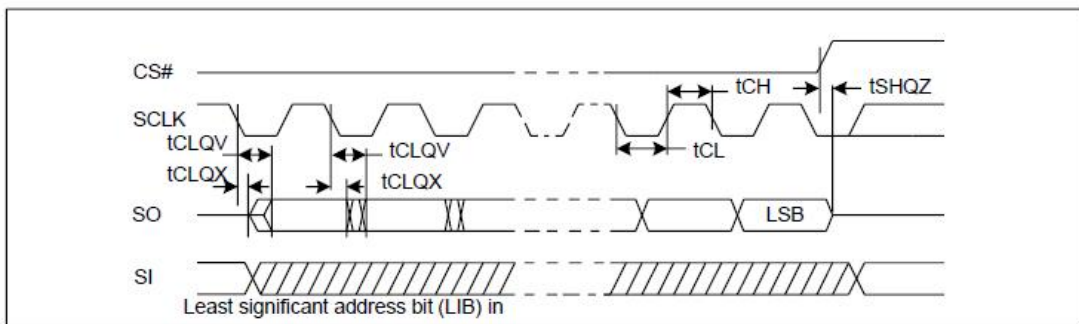 CS#
tCH
tSHQZ
SCLK
tCLQV
tCLQV
tCL
tCLQX
tCLQX
SO
LSB
SI
Least significant address bit (LIB) in